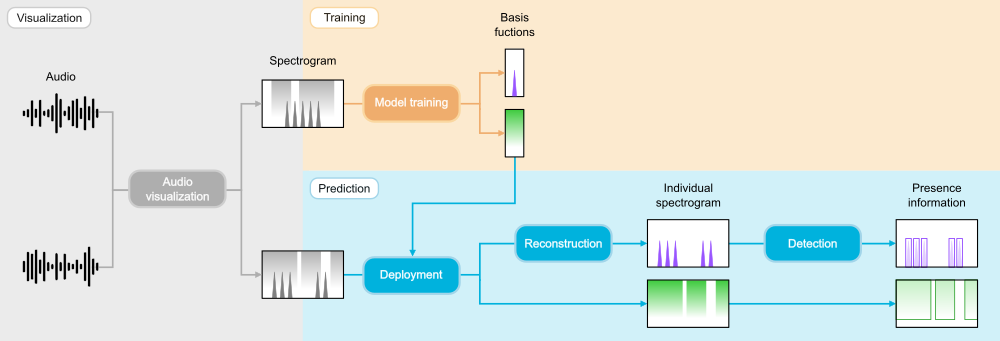 Visualization
Training
Basis
fuctions
Spectrogram
Audio
Model training
Audio
visualization
Prediction
Individual
spectrogram
Presence
information
Reconstruction
Detection
Deployment